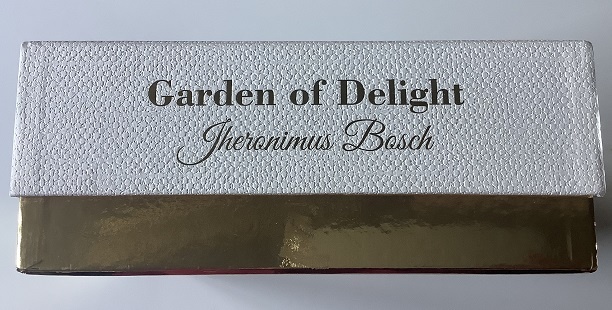 Garden of Delight
Jheronimus Bosch